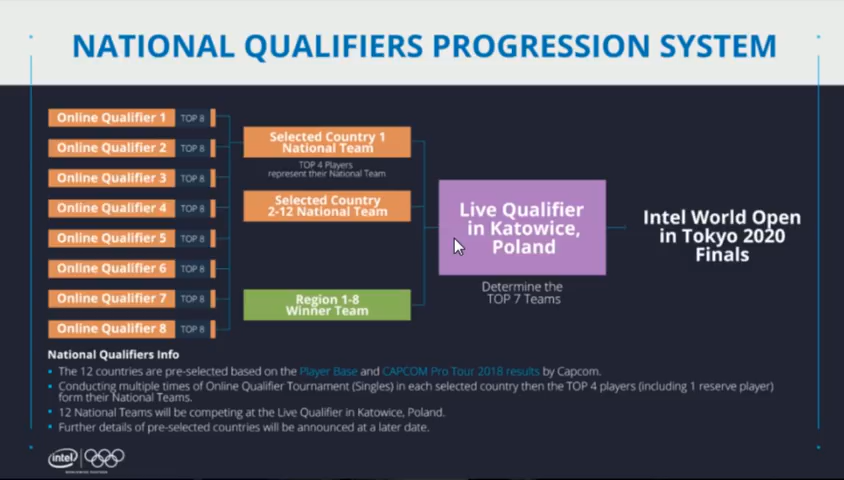 NATIONAL QUALIFIERS PROGRESSION SYSTEM
Online Qualifier 1 TOP 8
Online Qualifier 2 TOP 8
Online Qualifier 3 TOP 8
Online Qualifier 4 TOP 8
Online Qualifier 5 TOP 8
Online Qualifier 6 TOP 8
Online Qualifier 7 TOP 8
Online Qualifier 8 TOP 8
Selected Country 1
National Team
TOP 4 Players
represent their National Team
Selected Country
2-12 National Team
Region 1-8
Winner Team
Live Qualifier
in Katowice,
Poland
Determine the
TOP 7 Teams
Intel World Open
in Tokyo 2020
Finals
National Qualifiers Info
• The 12 countries are pre-selected based on the Player Base and CAPCOM Pro Tour 2018 results by Capcom.
• Conducting multiple times of Online Qualifier Tournament (Singles) in each selected country then the TOP 4 players (including 1 reserve player)
form their National Teams.
• 12 National Teams will be competing at the Live Qualifier in Katowice, Poland.
• Further details of pre-selected countries will be announced at a later date.
intel